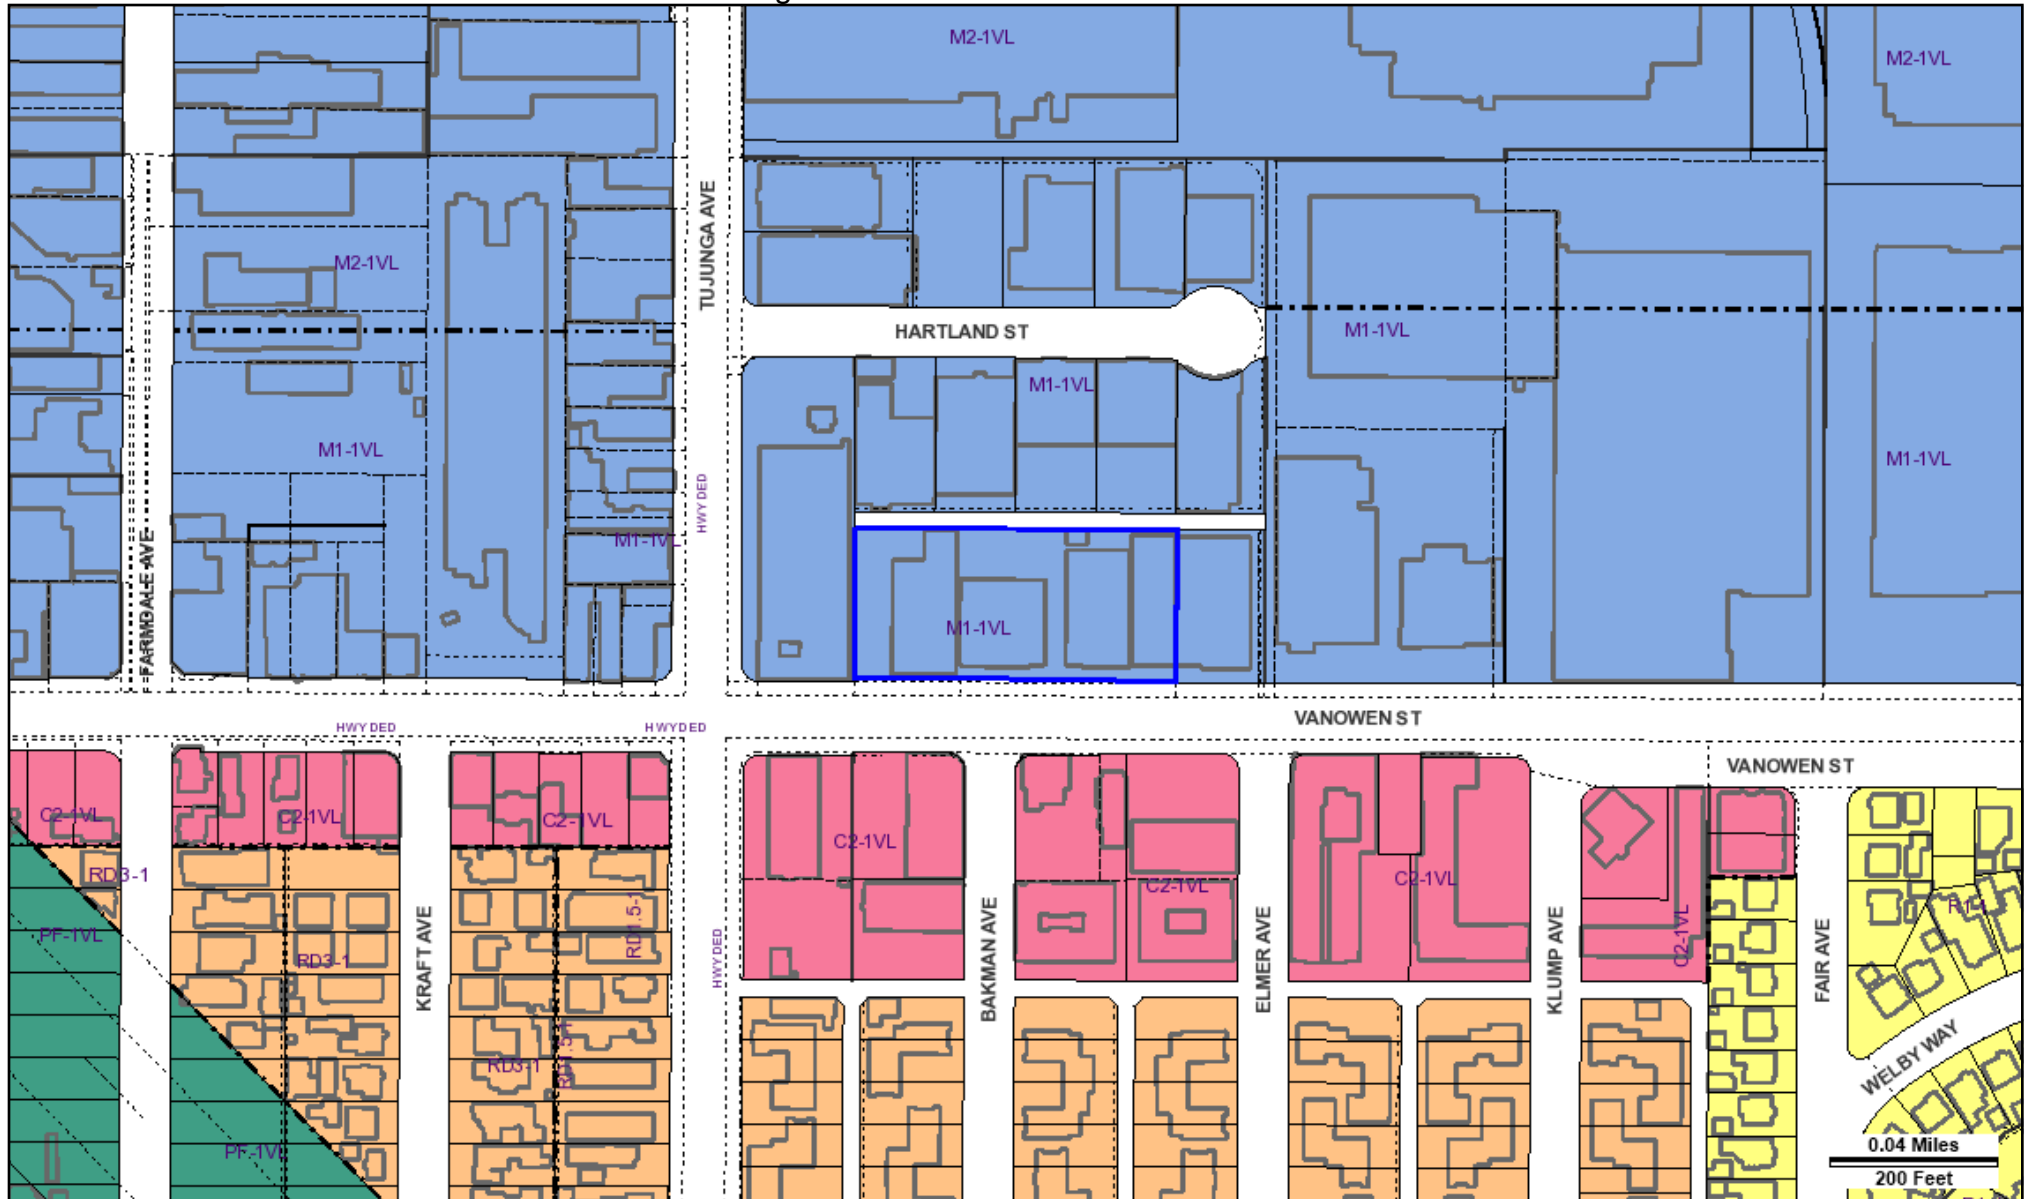 M2-1VL
M2-1VL
TUJUNGA AVE
M2-1VL
HARTLAND ST
M1-1VL
M1-1VL
M1-1VL
M1-1VL
HWY DED
M1-1VL
FARMDALE AVE
M1-1VL
VANOWEN ST
HWY DED
HWY DED
VANOWEN ST
C2-1VL
C2-1VL
C2-1VL
C2-1VL
C2-1VL
C2-1VL
C2-1VL
RD3-1
PF-1VL
RD3-1
RD1.5-1
KRAFT AVE
HWY DED
BAKMAN AVE
ELMER AVE
KLUMP AVE
FAIR AVE
R1-1
RD3-1
RD1.5-1
WELBY WAY
PF-1VL
0.04 Miles
200 Feet